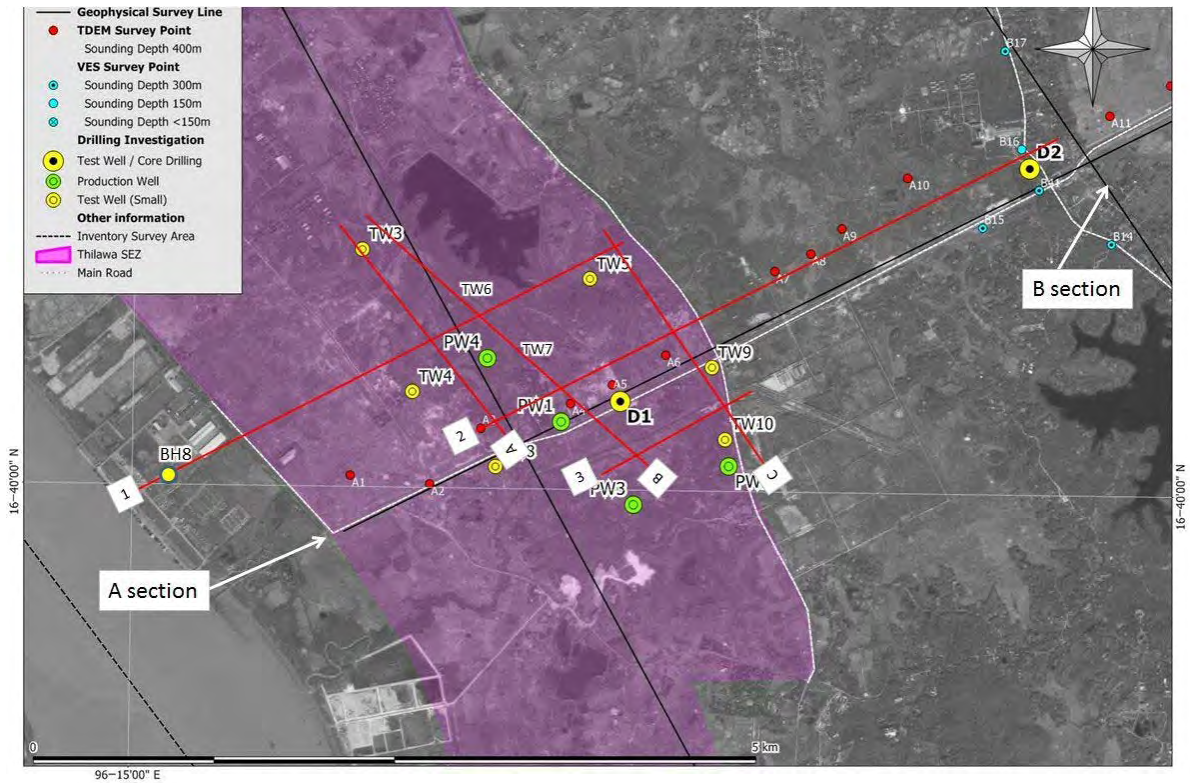 Geophysical Survey Line
TDEM Survey Point
Sounding Depth 400m
VES Survey Point
Sounding Depth 300m
Sounding Depth 150m
Sounding Depth <150m
Drilling Investigation
Test Well / Core Drilling
Production Well
Test Well (Small)
Other information
Inventory Survey Area
Thilawa SEZ
Main Road
B17
A11
B16
D2
B41
A10
B15
B14
A9
A8
A7
B section
TW3
TW5
TW6
PW4
TW7
A6
TW9
TW4
A5
PW1
D1
A3
2
A
TW10
BH8
3
B
C
1
A1
A2
PW3
A section
16-40'00" N
16-40'00" N
0
5 km
96-15'00" E